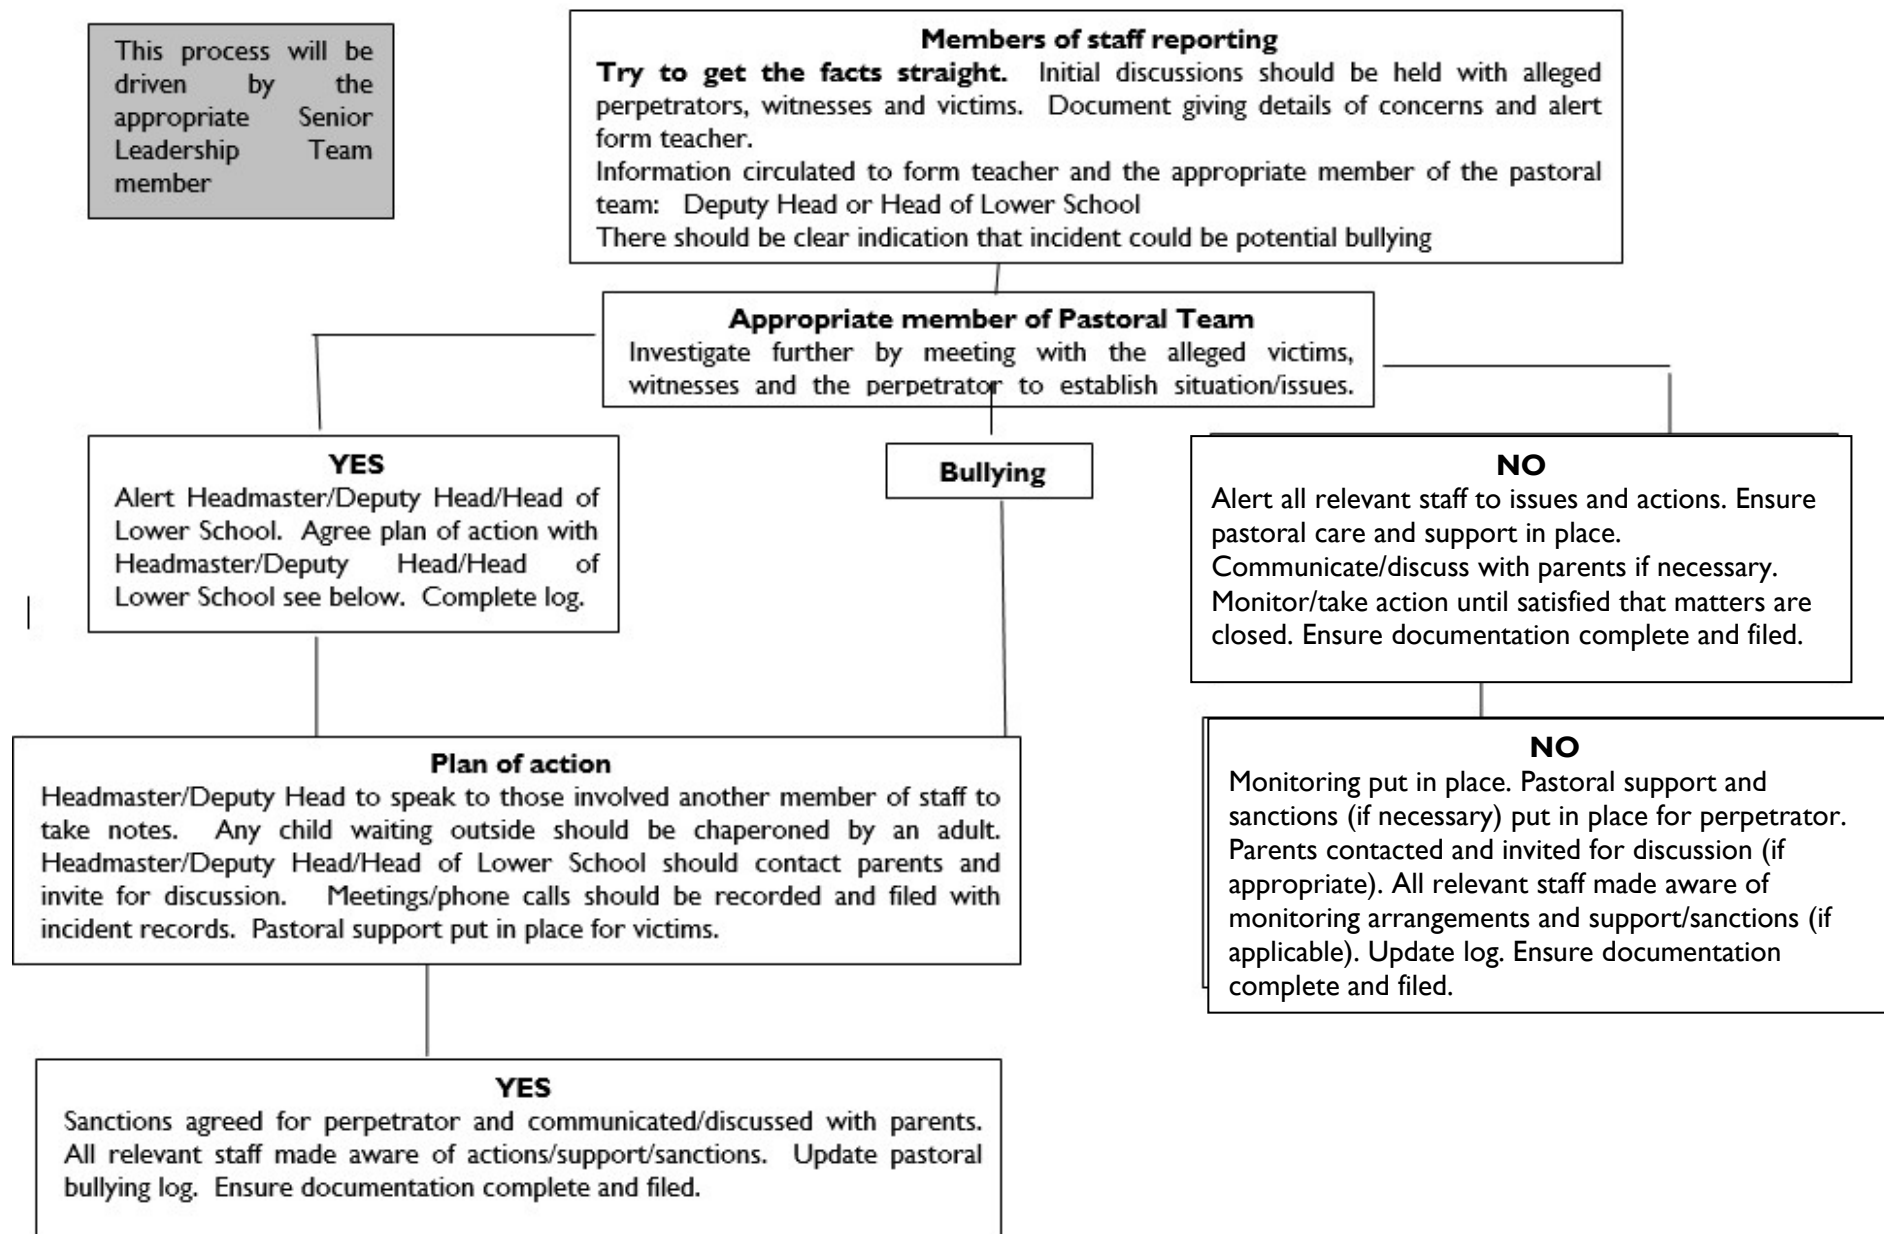 This process will be
driven by the
appropriate Senior
Leadership Team
member
Members of staff reporting
Try to get the facts straight. Initial discussions should be held with alleged
perpetrators, witnesses and victims. Document giving details of concerns and alert
form teacher.
Information circulated to form teacher and the appropriate member of the pastoral
team: Deputy Head or Head of Lower School
There should be clear indication that incident could be potential bullying
Appropriate member of Pastoral Team
Investigate further by meeting with the alleged victims,
witnesses and the perpetrator to establish situation/issues.
YES
Alert Headmaster/Deputy Head/Head of
Lower School. Agree plan of action with
Headmaster/Deputy Head/Head of
Lower School see below. Complete log.
Bullying
NO
Alert all relevant staff to issues and actions. Ensure
pastoral care and support in place.
Communicate/discuss with parents if necessary.
Monitor/take action until satisfied that matters are
closed. Ensure documentation complete and filed.
Plan of action
Headmaster/Deputy Head to speak to those involved another member of staff to
take notes. Any child waiting outside should be chaperoned by an adult.
Headmaster/Deputy Head/Head of Lower School should contact parents and
invite for discussion. Meetings/phone calls should be recorded and filed with
incident records. Pastoral support put in place for victims.
NO
Monitoring put in place. Pastoral support and
sanctions (if necessary) put in place for perpetrator.
Parents contacted and invited for discussion (if
appropriate). All relevant staff made aware of
monitoring arrangements and support/sanctions (if
applicable). Update log. Ensure documentation
complete and filed.
YES
Sanctions agreed for perpetrator and communicated/discussed with parents.
All relevant staff made aware of actions/support/sanctions. Update pastoral
bullying log. Ensure documentation complete and filed.